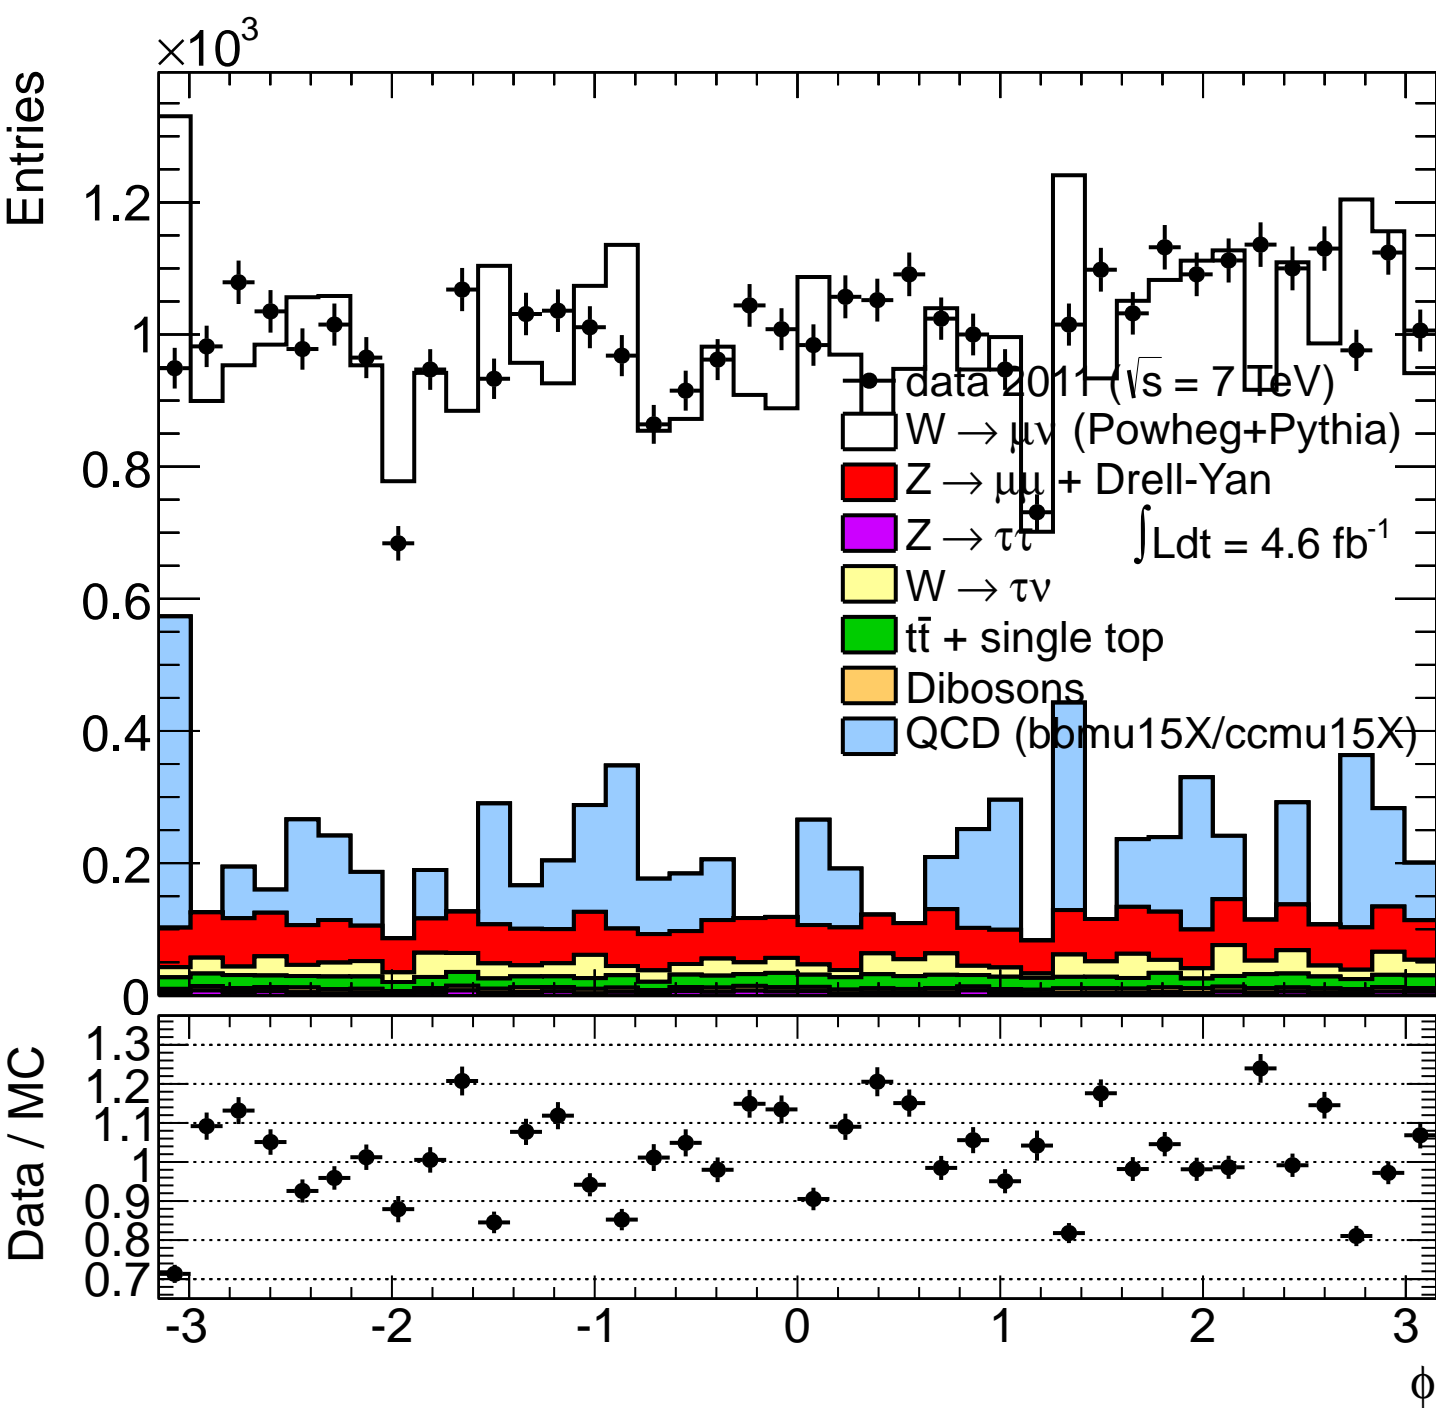 ×10³
Entries
1.2
1
0.8
0.6
0.4
0.2
0
data 2011 (√s = 7 TeV)
W → μν (Powheg+Pythia)
Z → μμ + Drell-Yan
Z → ττ
∫Ldt = 4.6 fb⁻¹
W → τν
tt̄ + single top
Dibosons
QCD (bbmu15X/ccmu15X)
Data / MC
1.3
1.2
1.1
1
0.9
0.8
0.7
-3 -2 -1 0 1 2 3
ϕ